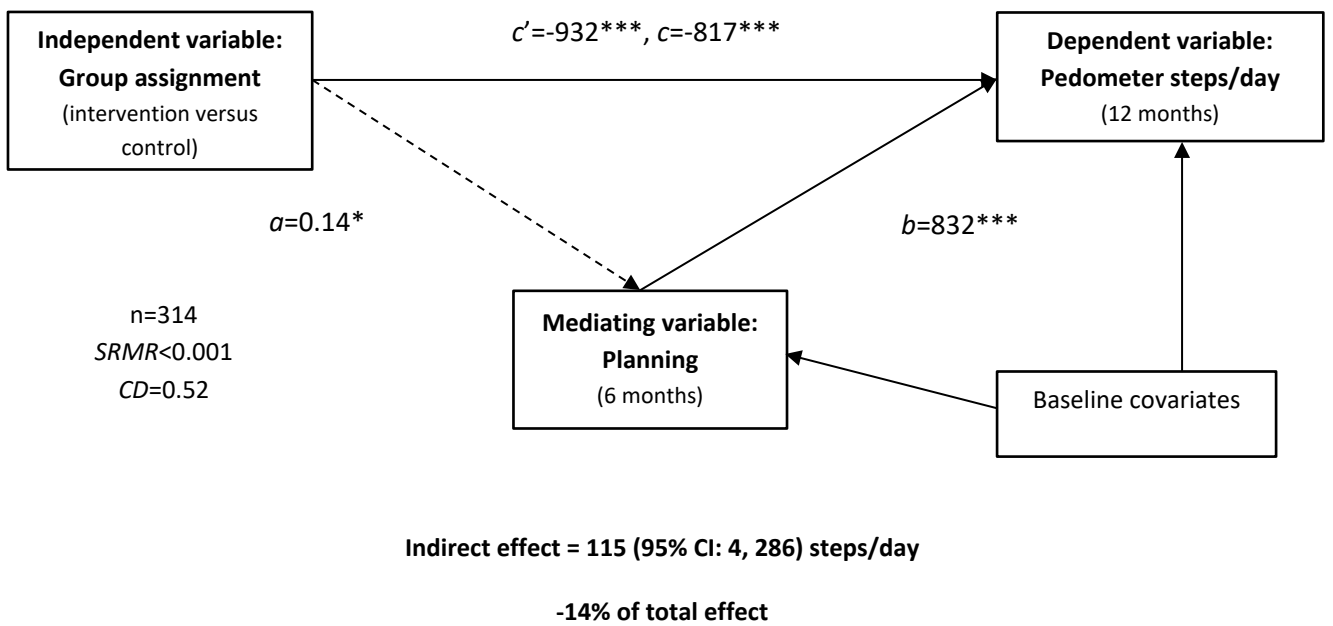 Independent variable:
Group assignment
(intervention versus
control)
c’=-932***, c=-817***
Dependent variable:
Pedometer steps/day
(12 months)
a=0.14*
b=832***
n=314
SRMR<0.001
CD=0.52
Mediating variable:
Planning
(6 months)
Baseline covariates
Indirect effect = 115 (95% CI: 4, 286) steps/day
-14% of total effect